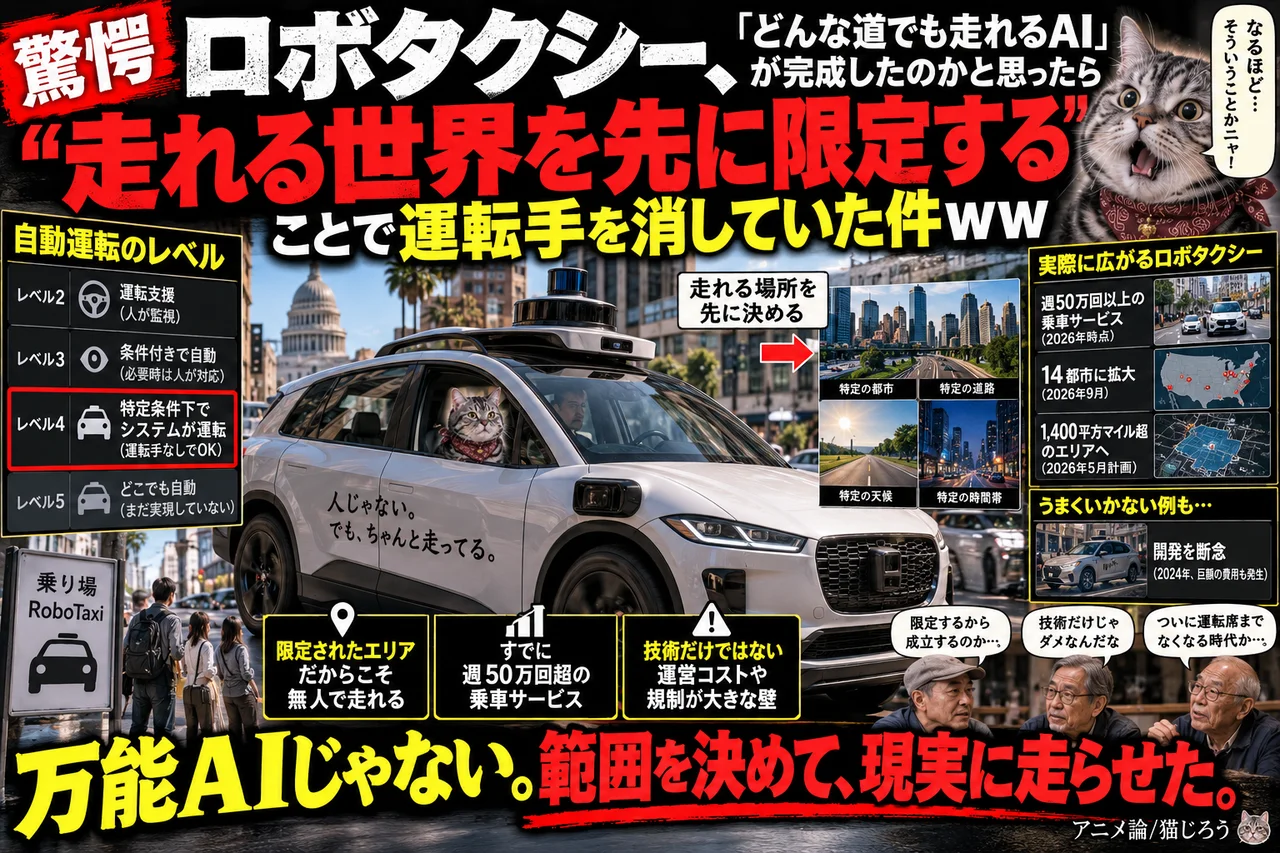 驚愕
ロボタクシー、
「どんな道でも走れるAI」
が完成したのかと思ったら
“走れる世界を先に限定する”
ことで運転手を消していた件ww
なるほど…
そういうことかニャ!
自動運転のレベル
レベル2
運転支援
(人が監視)
レベル3
条件付きで自動
(必要時は人が対応)
レベル4
特定条件下で
システムが運転
(運転手なしでOK)
レベル5
どこでも自動
(まだ実現していない)
走れる場所を
先に決める
特定の都市
特定の道路
特定の天候
特定の時間帯
実際に広がるロボタクシー
週50万回以上の
乗車サービス
(2026年時点)
14都市に拡大
(2026年9月)
1,400平方マイル超
のエリアへ
(2026年5月計画)
うまくいかない例も…
開発を断念
(2024年、巨額の費用も発生)
人じゃない。
でも、ちゃんと走ってる。
乗り場
RoboTaxi
限定されたエリア
だからこそ
無人で走れる
すでに
週50万回超の
乗車サービス
技術だけではない
運営コストや
規制が大きな壁
限定するから
成立するのか…。
技術だけじゃ
ダメなんだな
ついに運転席まで
なくなる時代か…。
万能AIじゃない。範囲を決めて、現実に走らせた。
アニメ論/猫じろう